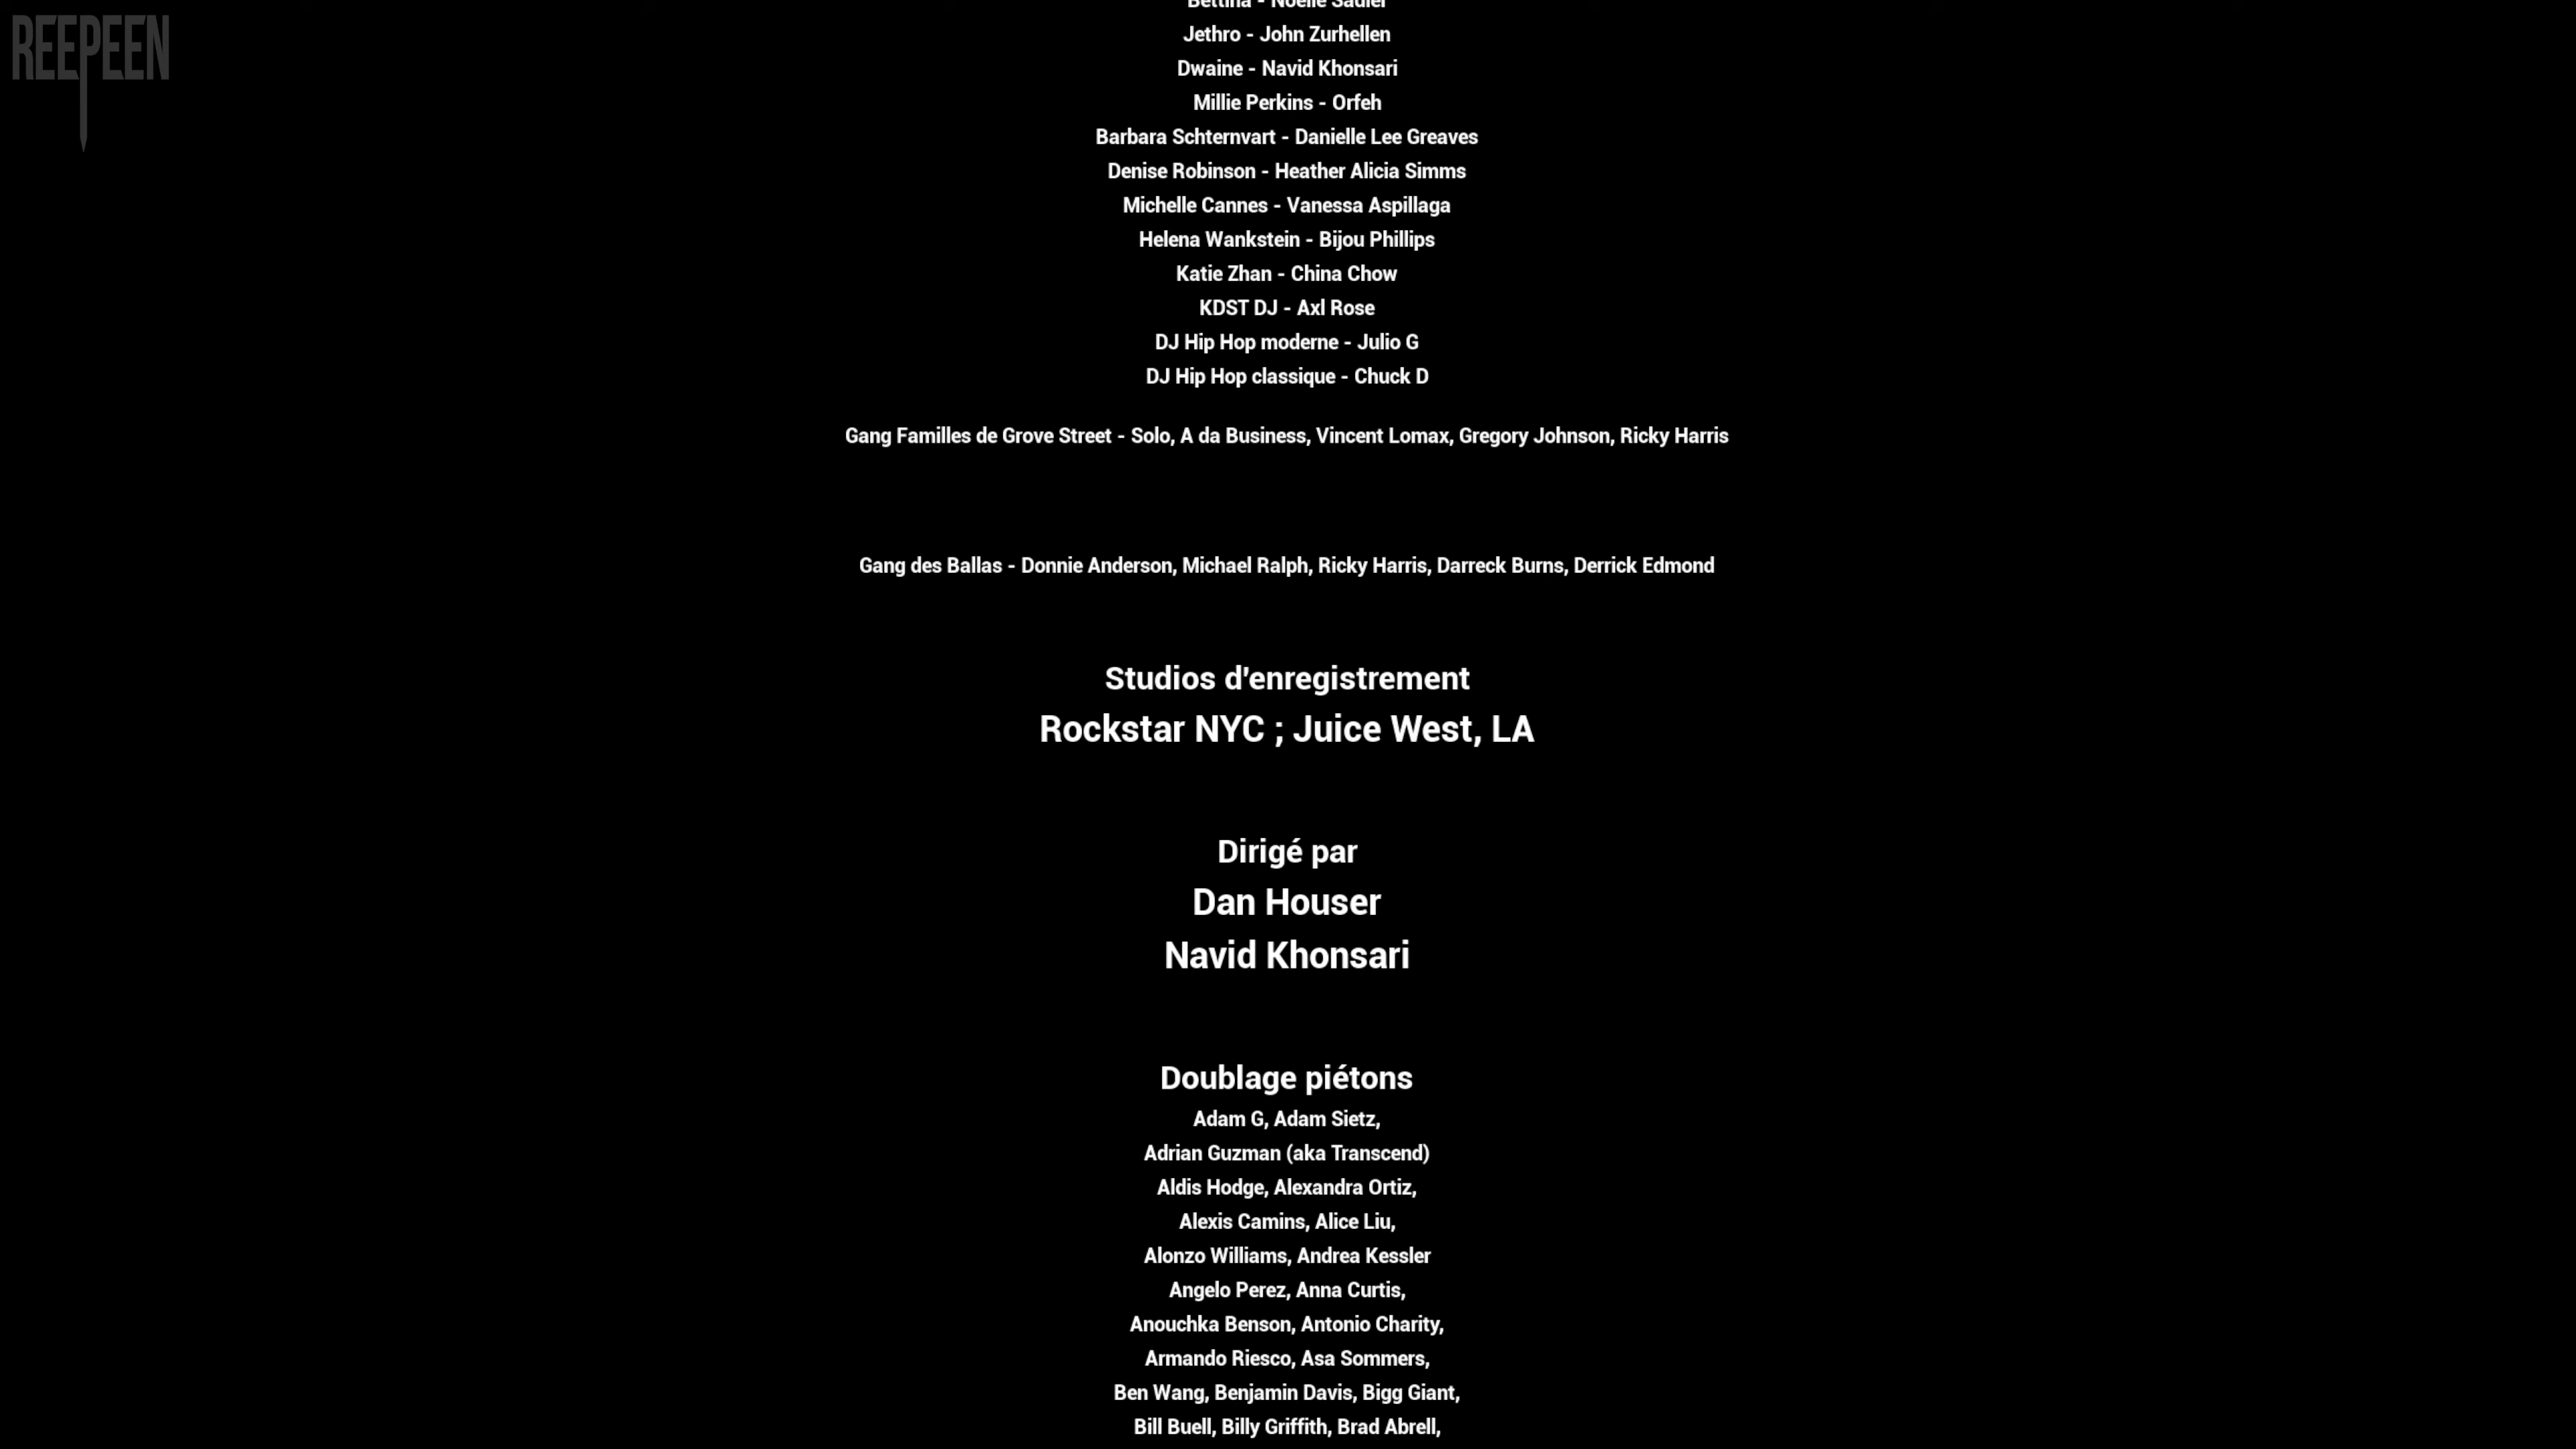 REEPEEN
Bettina - Noelle Sadler
Jethro - John Zurhellen
Dwaine - Navid Khonsari
Millie Perkins - Orfeh
Barbara Schternvart - Danielle Lee Greaves
Denise Robinson - Heather Alicia Simms
Michelle Cannes - Vanessa Aspillaga
Helena Wankstein - Bijou Phillips
Katie Zhan - China Chow
KDST DJ - Axl Rose
DJ Hip Hop moderne - Julio G
DJ Hip Hop classique - Chuck D
Gang Familles de Grove Street - Solo, A da Business, Vincent Lomax, Gregory Johnson, Ricky Harris
Gang des Ballas - Donnie Anderson, Michael Ralph, Ricky Harris, Darreck Burns, Derrick Edmond
Studios d'enregistrement
Rockstar NYC ; Juice West, LA
Dirigé par
Dan Houser
Navid Khonsari
Doublage piétons
Adam G, Adam Sietz,
Adrian Guzman (aka Transcend)
Aldis Hodge, Alexandra Ortiz,
Alexis Camins, Alice Liu,
Alonzo Williams, Andrea Kessler
Angelo Perez, Anna Curtis,
Anouchka Benson, Antonio Charity,
Armando Riesco, Asa Sommers,
Ben Wang, Benjamin Davis, Bigg Giant,
Bill Buell, Billy Griffith, Brad Abrell,